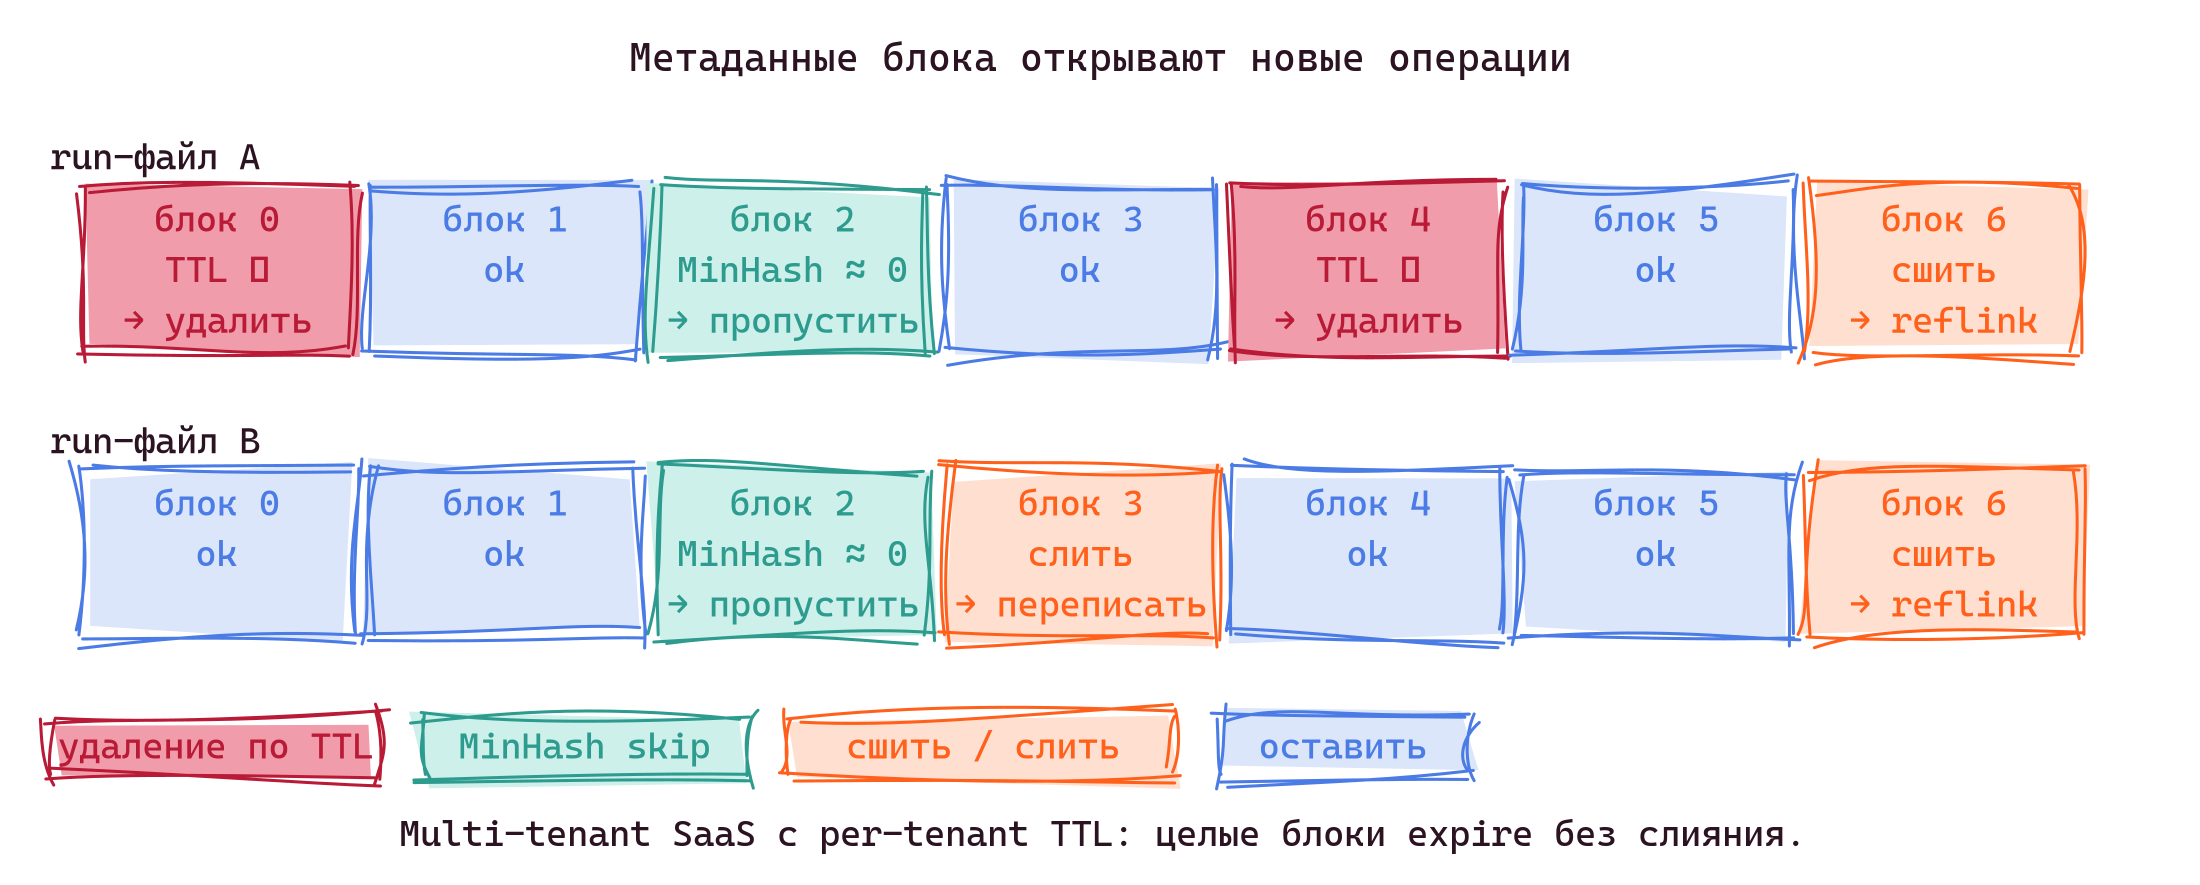 Метаданные блока открывают новые операции
run-файл A
блок 0
TTL
→ удалить
блок 1
ok
блок 2
MinHash ≈ 0
→ пропустить
блок 3
ok
блок 4
TTL
→ удалить
блок 5
ok
блок 6
сшить
→ reflink
run-файл B
блок 0
ok
блок 1
ok
блок 2
MinHash ≈ 0
→ пропустить
блок 3
слить
→ переписать
блок 4
ok
блок 5
ok
блок 6
сшить
→ reflink
удаление по TTL
MinHash skip
сшить / слить
оставить
Multi-tenant SaaS с per-tenant TTL: целые блоки expire без слияния.